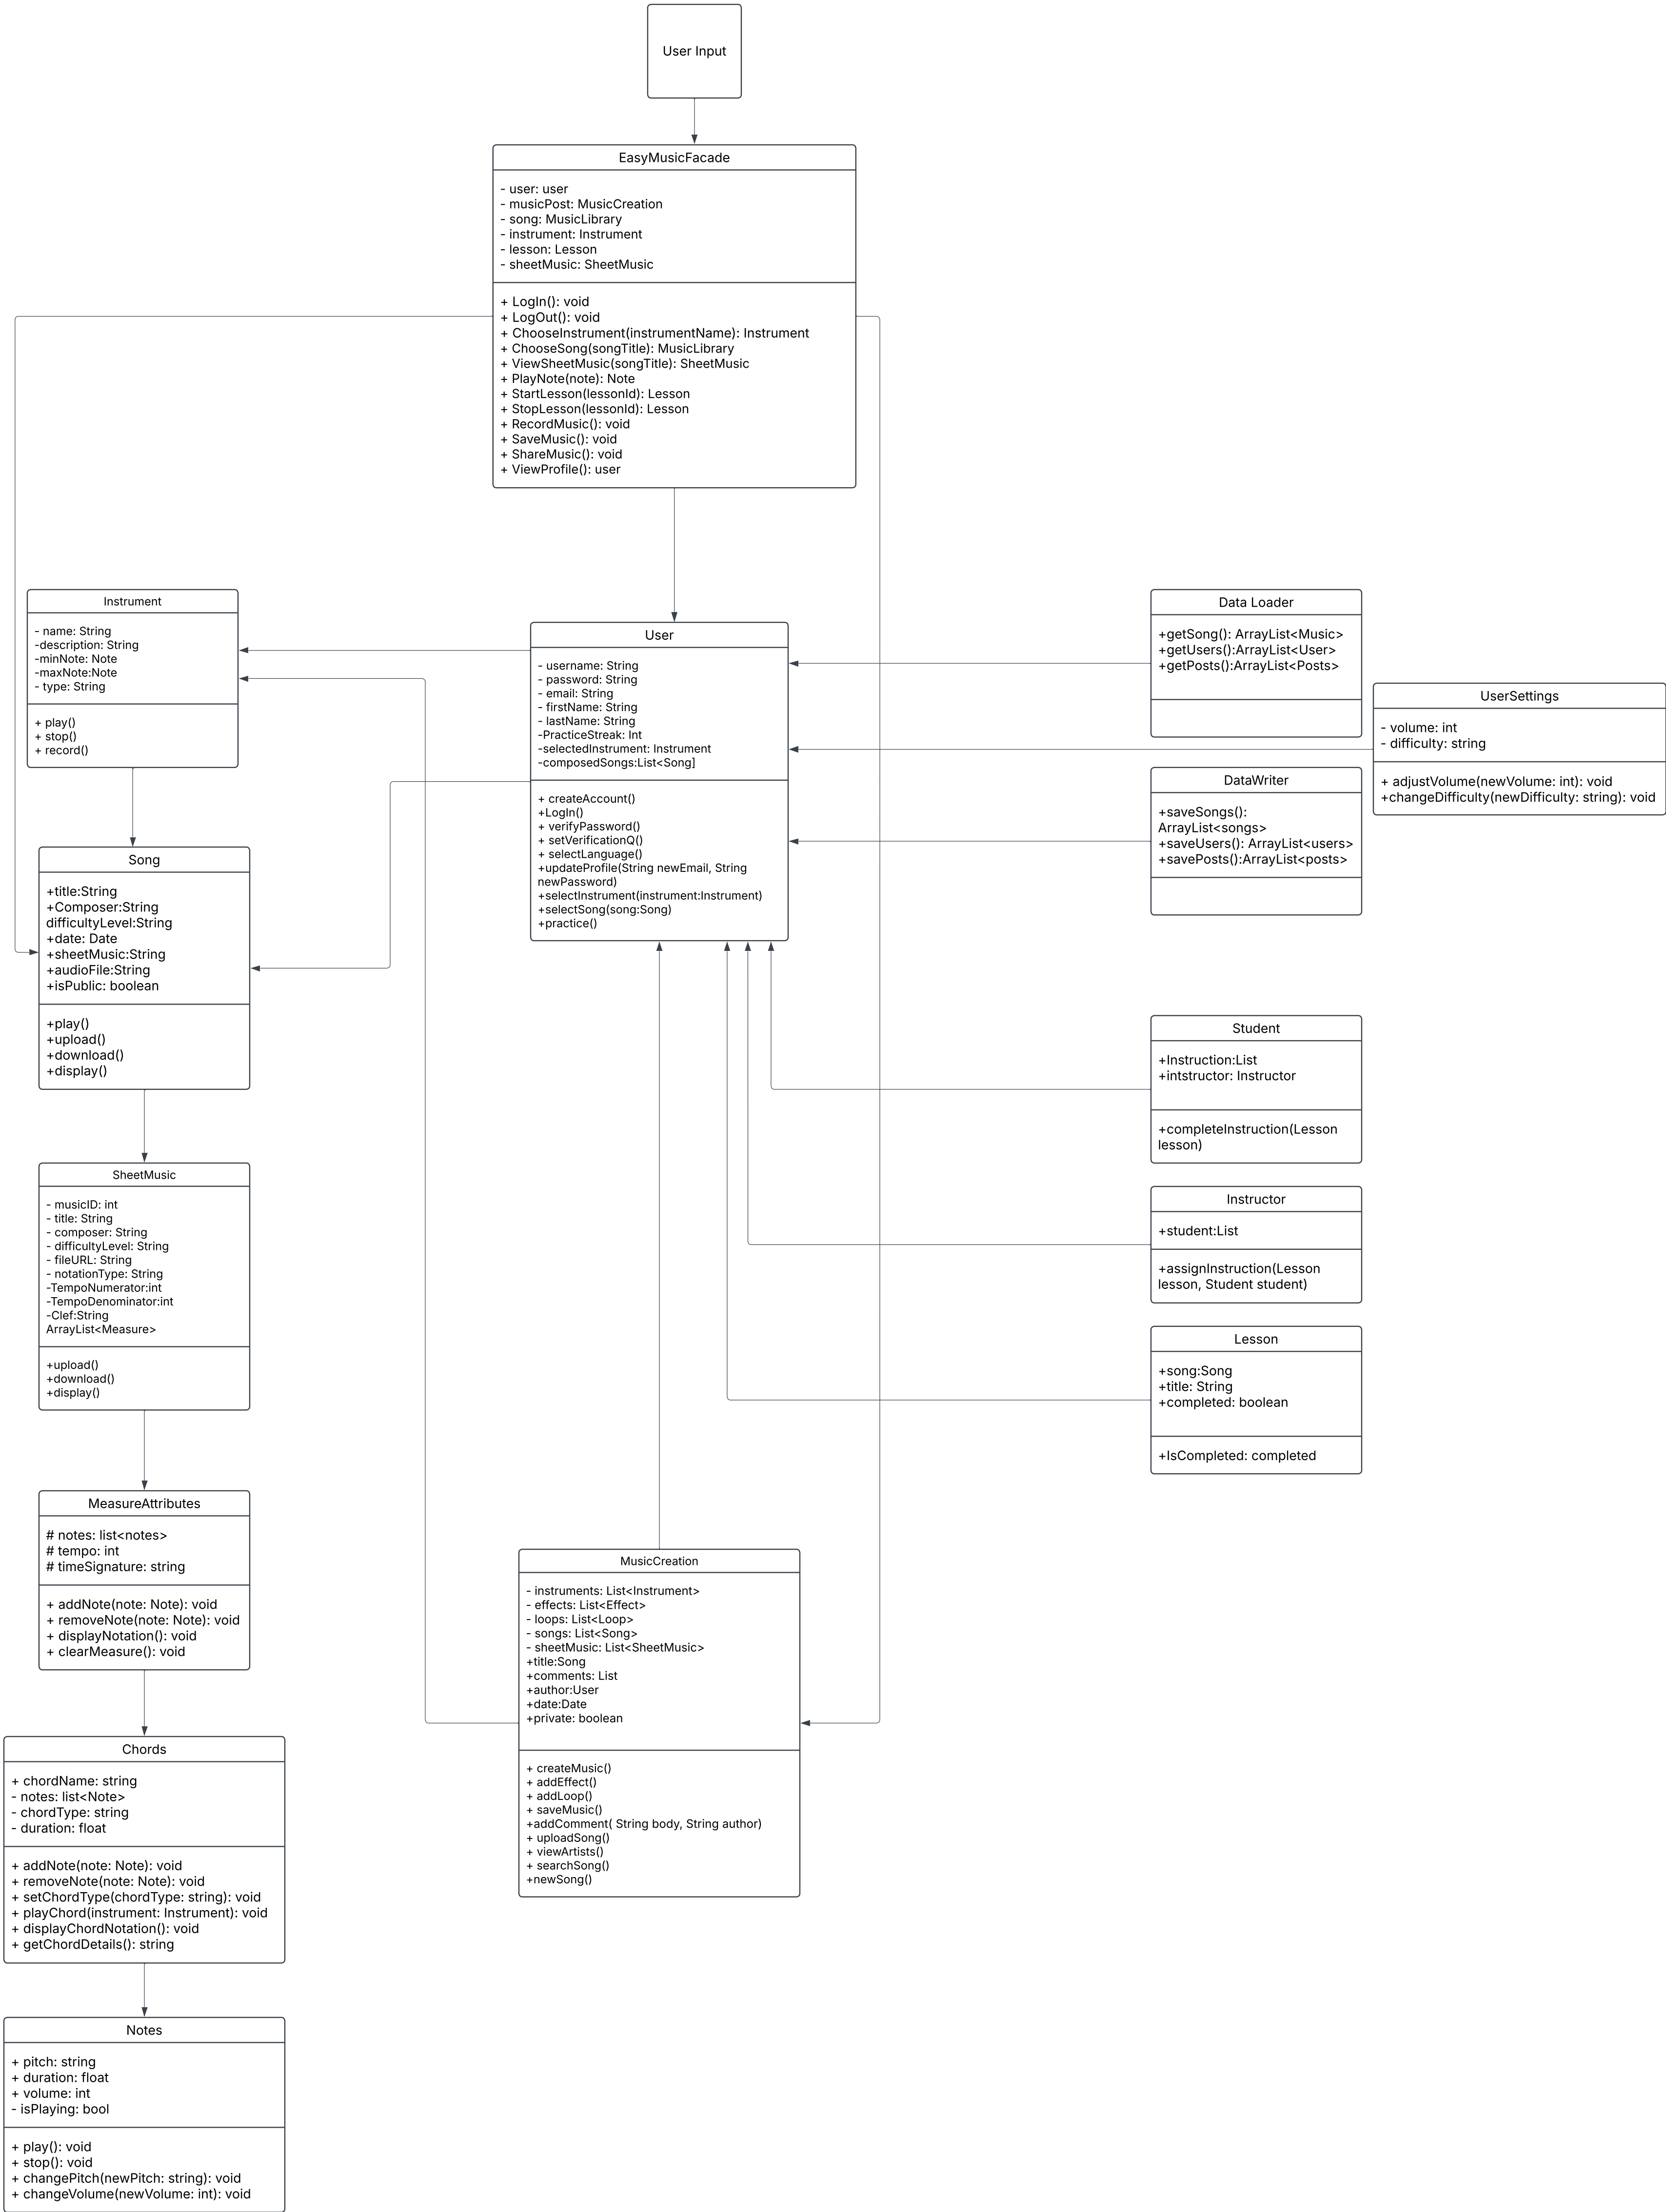 User Input
EasyMusicFacade
- user: user
- musicPost: MusicCreation
- song: MusicLibrary
- instrument: Instrument
- lesson: Lesson
- sheetMusic: SheetMusic
+ LogIn(): void
+ LogOut(): void
+ ChooseInstrument(instrumentName): Instrument
+ ChooseSong(songTitle): MusicLibrary
+ ViewSheetMusic(songTitle): SheetMusic
+ PlayNote(note): Note
+ StartLesson(lessonId): Lesson
+ StopLesson(lessonId): Lesson
+ RecordMusic(): void
+ SaveMusic(): void
+ ShareMusic(): void
+ ViewProfile(): user
Instrument
- name: String
-description: String
-minNote: Note
-maxNote:Note
- type: String
+ play()
+ stop()
+ record()
User
- username: String
- password: String
- email: String
- firstName: String
- lastName: String
-PracticeStreak: Int
-selectedInstrument: Instrument
-composedSongs:List<Song]
+ createAccount()
+LogIn()
+ verifyPassword()
+ setVerificationQ()
+ selectLanguage()
+updateProfile(String newEmail, String
newPassword)
+selectInstrument(instrument:Instrument)
+selectSong(song:Song)
+practice()
Data Loader
+getSong(): ArrayList<Music>
+getUsers():ArrayList<User>
+getPosts():ArrayList<Posts>
UserSettings
- volume: int
- difficulty: string
+ adjustVolume(newVolume: int): void
+changeDifficulty(newDifficulty: string): void
DataWriter
+saveSongs():
ArrayList<songs>
+saveUsers(): ArrayList<users>
+savePosts():ArrayList<posts>
Song
+title:String
+Composer:String
difficultyLevel:String
+date: Date
+sheetMusic:String
+audioFile:String
+isPublic: boolean
+play()
+upload()
+download()
+display()
Student
+Instruction:List
+intstructor: Instructor
+completeInstruction(Lesson
lesson)
Instructor
+student:List
+assignInstruction(Lesson
lesson, Student student)
Lesson
+song:Song
+title: String
+completed: boolean
+IsCompleted: completed
SheetMusic
- musicID: int
- title: String
- composer: String
- difficultyLevel: String
- fileURL: String
- notationType: String
-TempoNumerator:int
-TempoDenominator:int
-Clef:String
ArrayList<Measure>
+upload()
+download()
+display()
MeasureAttributes
# notes: list<notes>
# tempo: int
# timeSignature: string
+ addNote(note: Note): void
+ removeNote(note: Note): void
+ displayNotation(): void
+ clearMeasure(): void
MusicCreation
- instruments: List<Instrument>
- effects: List<Effect>
- loops: List<Loop>
- songs: List<Song>
- sheetMusic: List<SheetMusic>
+title:Song
+comments: List
+author:User
+date:Date
+private: boolean
+ createMusic()
+ addEffect()
+ addLoop()
+ saveMusic()
+addComment( String body, String author)
+ uploadSong()
+ viewArtists()
+ searchSong()
+newSong()
Chords
+ chordName: string
- notes: list<Note>
- chordType: string
- duration: float
+ addNote(note: Note): void
+ removeNote(note: Note): void
+ setChordType(chordType: string): void
+ playChord(instrument: Instrument): void
+ displayChordNotation(): void
+ getChordDetails(): string
Notes
+ pitch: string
+ duration: float
+ volume: int
- isPlaying: bool
+ play(): void
+ stop(): void
+ changePitch(newPitch: string): void
+ changeVolume(newVolume: int): void